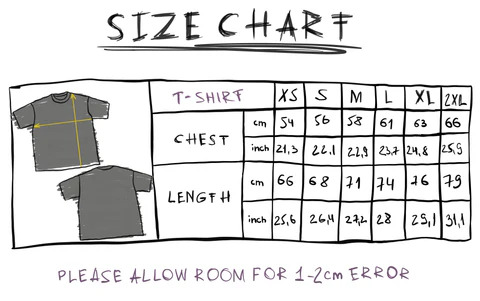 SIZE CHART
T-SHIRT XS S M L XL 2XL
CHEST
cm 54 56 58 61 63 66
inch 21,3 22,1 22,9 23,7 24,8 25,9
LENGTH
cm 66 68 71 74 76 79
inch 25,6 26,4 27,2 28 29,1 31,1
PLEASE ALLOW ROOM FOR 1-2cm ERROR